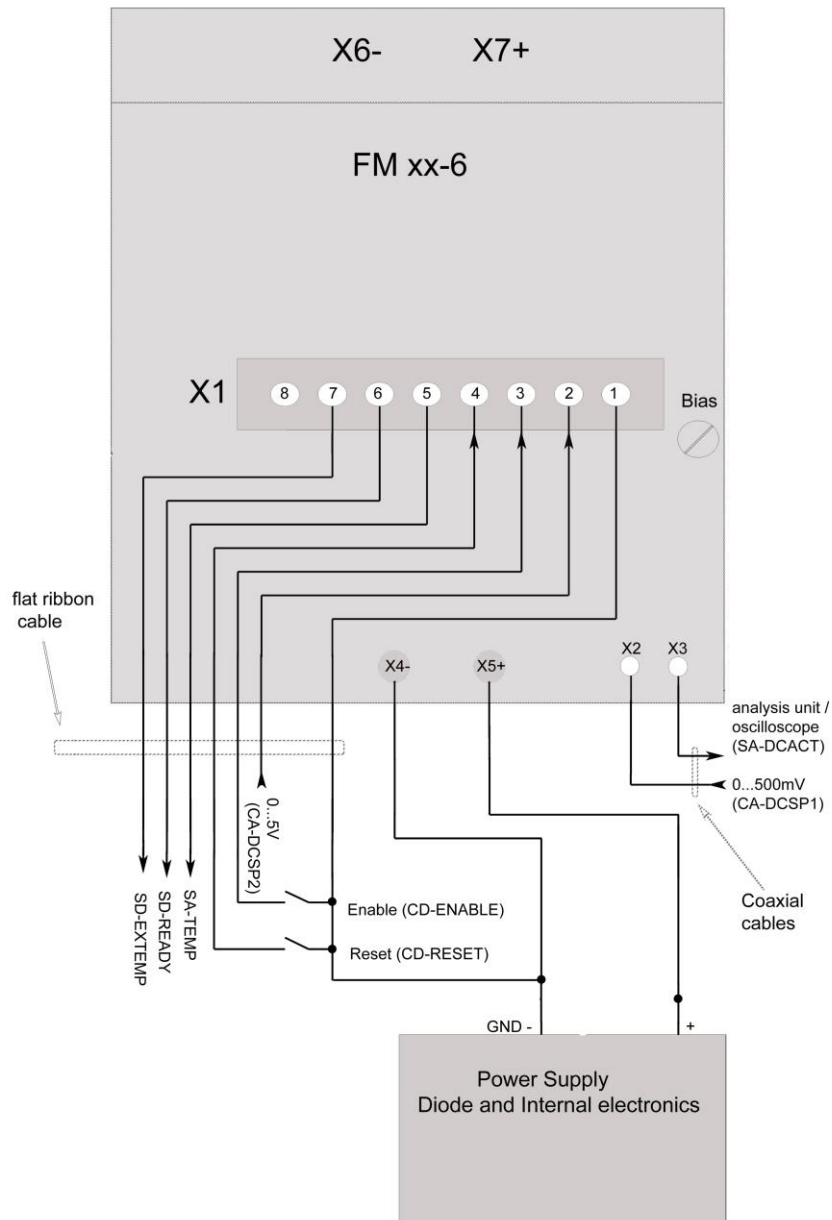 X6- X7+
FM xx-6
X1
8 7 6 5 4 3 2 1
Bias
flat ribbon
cable
X4- X5+
X2 X3
analysis unit /
oscilloscope
(SA-DCACT)
0...500mV
(CA-DCSP1)
0...5V
(CA-DCSP2)
Coaxial
cables
SD-EXTEMP
SD-READY
SA-TEMP
Enable (CD-ENABLE)
Reset (CD-RESET)
GND - +
Power Supply
Diode and Internal electronics